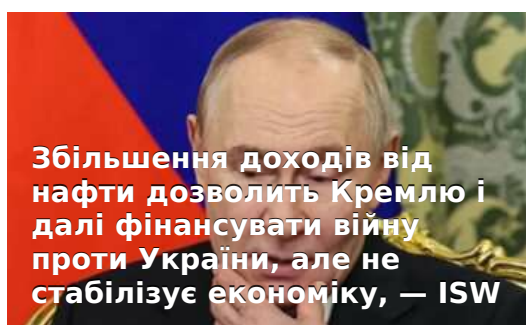 Збільшення доходів від
нафти дозволить Кремлю і
далі фінансувати війну
проти України, але не
стабілізує економіку, — ISW